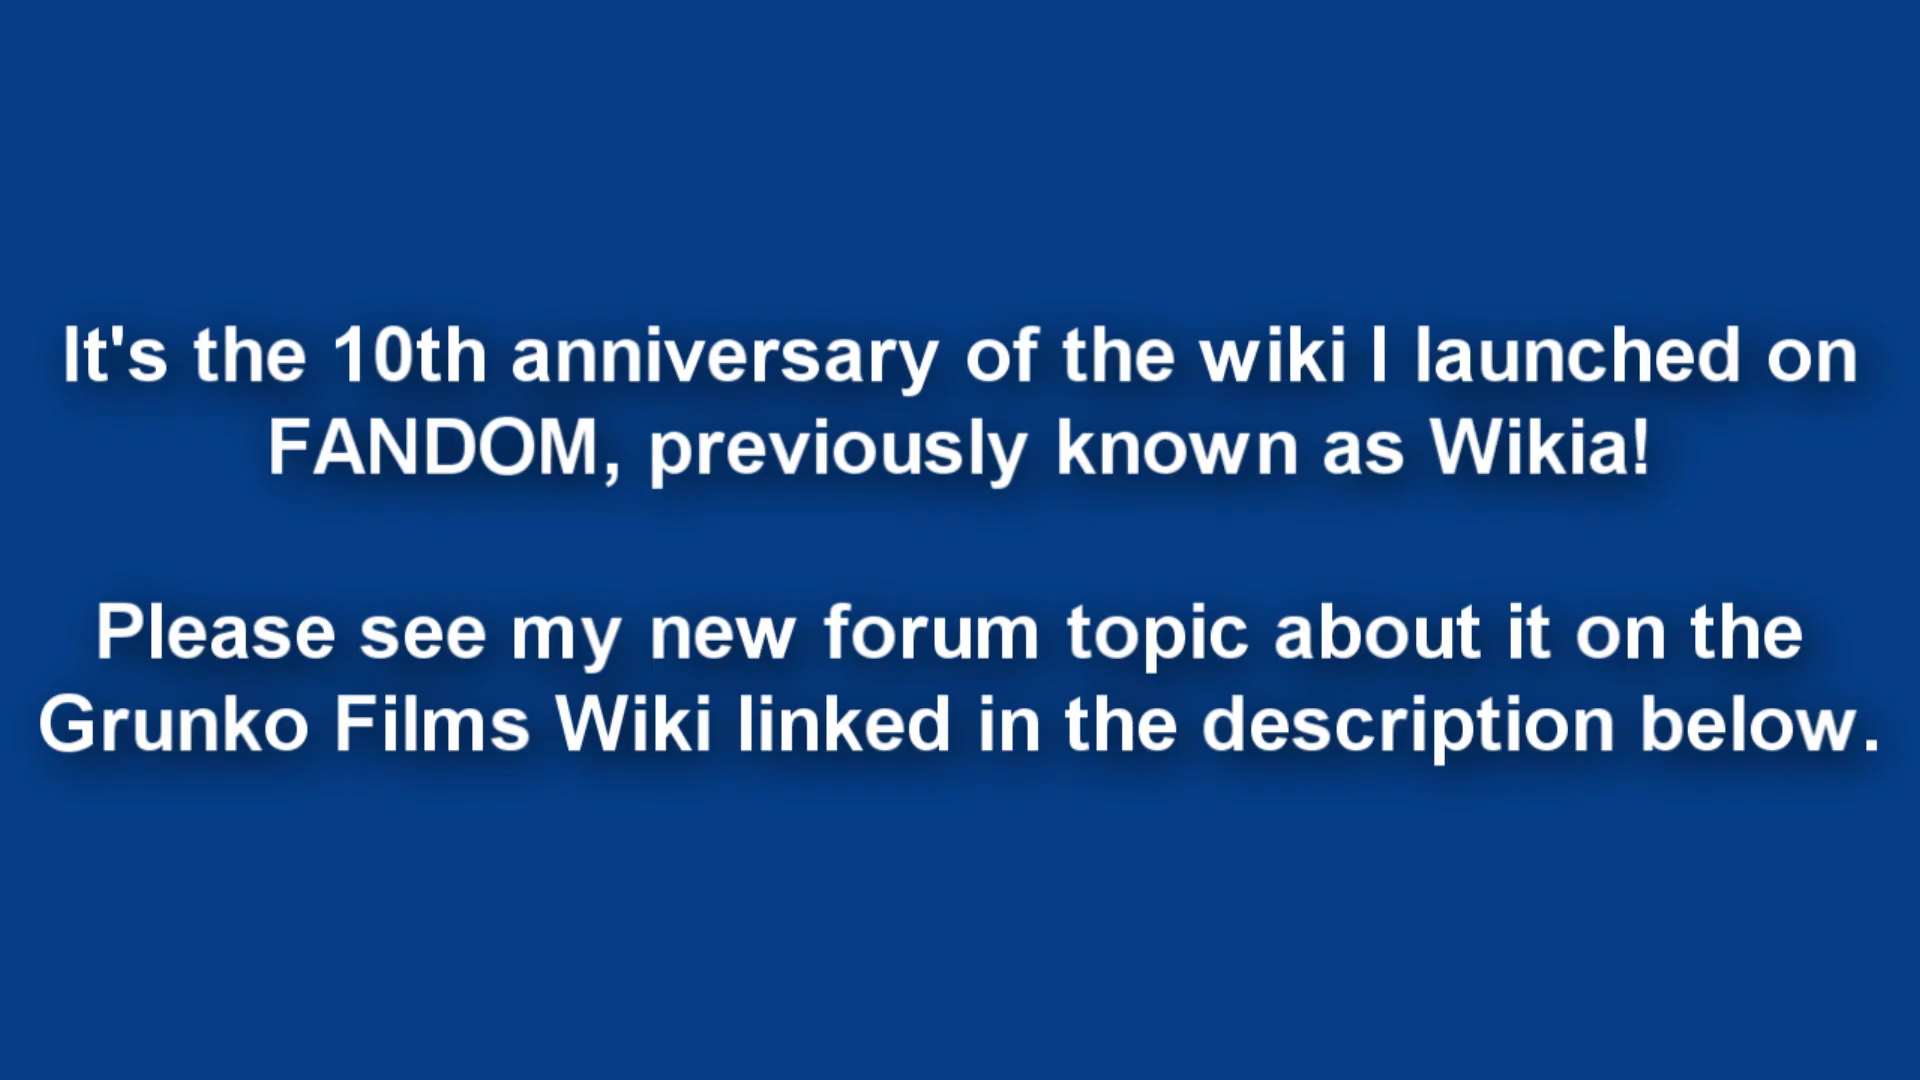 It's the 10th anniversary of the wiki I launched on
FANDOM, previously known as Wikia!
Please see my new forum topic about it on the
Grunko Films Wiki linked in the description below.